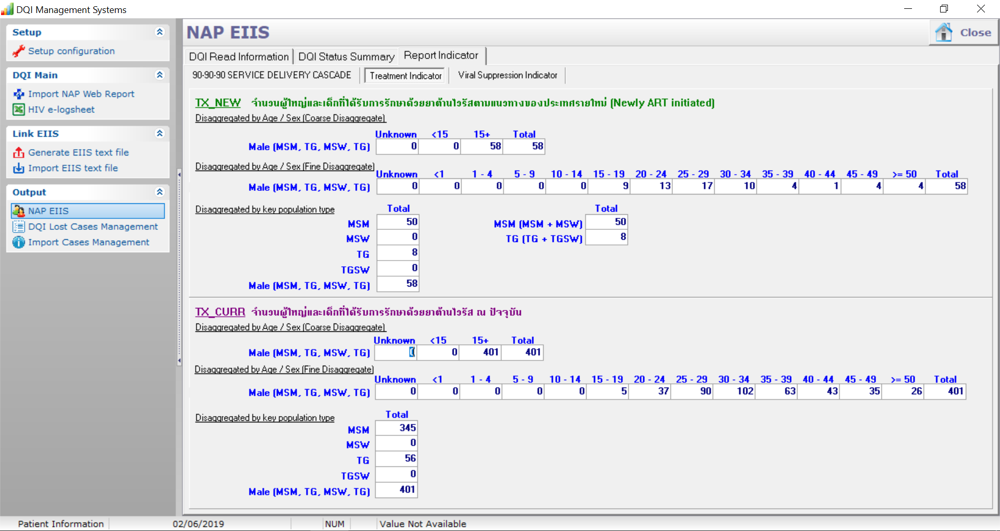 DQI Management Systems
Setup
Setup configuration
DQI Main
Import NAP Web Report
HIV e-logsheet
Link EIIS
Generate EIIS text file
Import EIIS text file
Output
NAP EIIS
DQI Lost Cases Management
Import Cases Management
NAP EIIS
Close
DQI Read Information DQI Status Summary Report Indicator
90-90-90 SERVICE DELIVERY CASCADE Treatment Indicator Viral Suppression Indicator
TX_NEW จำนวนผู้ใหญ่และเด็กที่ได้รับการรักษาด้วยยาต้านไวรัสตามแนวทางของประเทศรายใหม่ (Newly ART initiated)
Disaggregated by Age / Sex (Coarse Disaggregate)
Unknown <15 15+ Total
Male (MSM, TG, MSW, TG) 0 0 58 58
Disaggregated by Age / Sex (Fine Disaggregate)
Unknown <1 1 - 4 5 - 9 10 - 14 15 - 19 20 - 24 25 - 29 30 - 34 35 - 39 40 - 44 45 - 49 >= 50 Total
Male (MSM, TG, MSW, TG) 0 0 0 0 0 9 13 17 10 4 1 4 4 58
Disaggregated by key population type
Total Total
MSM 50 MSM (MSM + MSW) 50
MSW 0 TG (TG + TGSW) 8
TG 8
TGSW 0
Male (MSM, TG, MSW, TG) 58
TX_CURR จำนวนผู้ใหญ่และเด็กที่ได้รับการรักษาด้วยยาต้านไวรัส ณ ปัจจุบัน
Disaggregated by Age / Sex (Coarse Disaggregate)
Unknown <15 15+ Total
Male (MSM, TG, MSW, TG) 0 0 401 401
Disaggregated by Age / Sex (Fine Disaggregate)
Unknown <1 1 - 4 5 - 9 10 - 14 15 - 19 20 - 24 25 - 29 30 - 34 35 - 39 40 - 44 45 - 49 >= 50 Total
Male (MSM, TG, MSW, TG) 0 0 0 0 0 5 37 90 102 63 43 35 26 401
Disaggregated by key population type
Total
MSM 345
MSW 0
TG 56
TGSW 0
Male (MSM, TG, MSW, TG) 401
Patient Information 02/06/2019 NUM Value Not Available